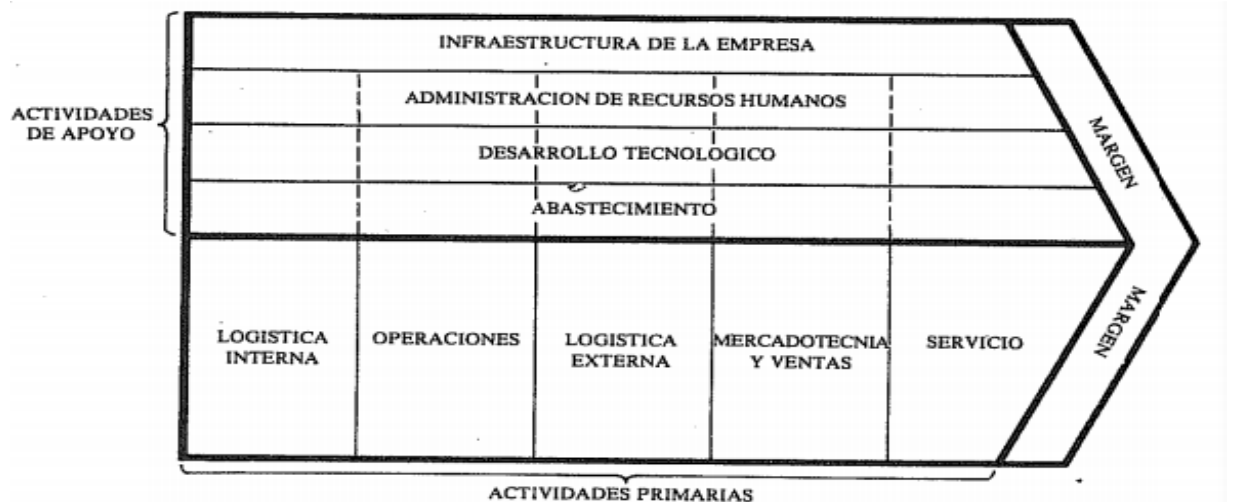 INFRAESTRUCTURA DE LA EMPRESA
ADMINISTRACION DE RECURSOS HUMANOS
ACTIVIDADES
DE APOYO
DESARROLLO TECNOLOGICO
ABASTECIMIENTO
MARGEN
LOGISTICA
INTERNA
OPERACIONES
LOGISTICA
EXTERNA
MERCADOTECNIA
Y VENTAS
SERVICIO
MARGEN
ACTIVIDADES PRIMARIAS